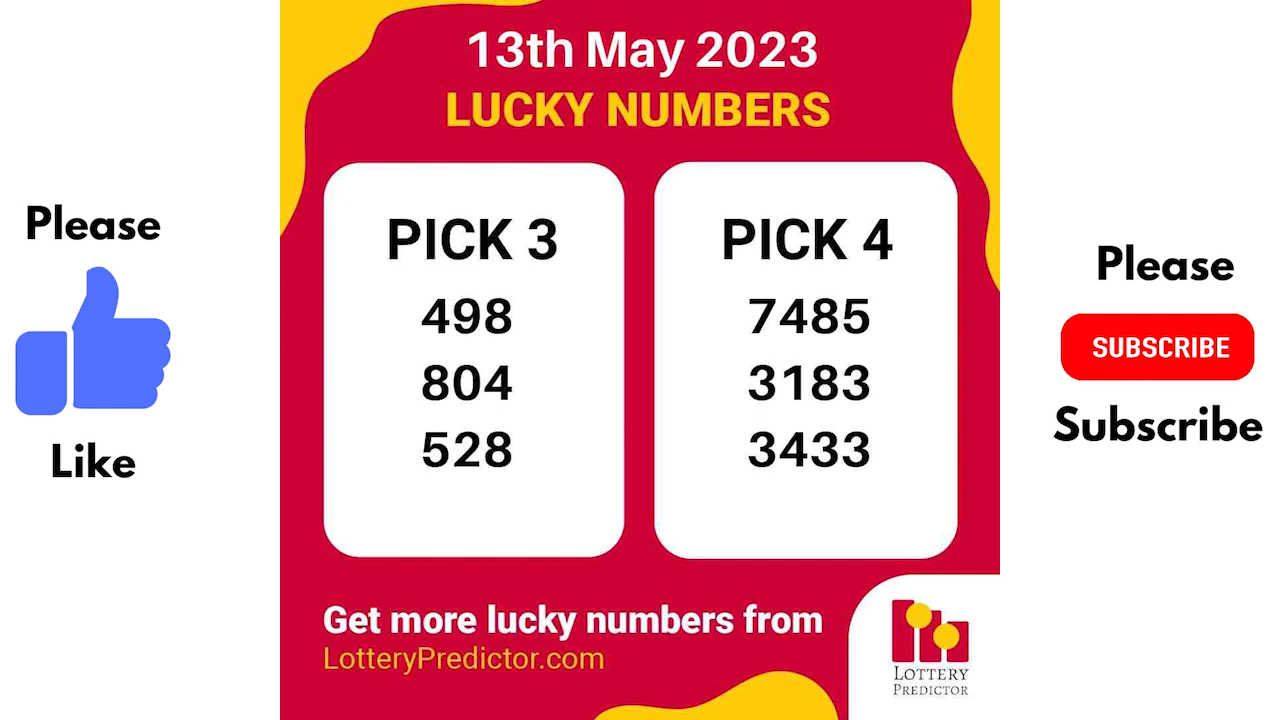 Please
Like
13th May 2023
LUCKY NUMBERS
PICK 3
498
804
528
PICK 4
7485
3183
3433
Get more lucky numbers from
LotteryPredictor.com
LOTTERY
PREDICTOR
Please
SUBSCRIBE
Subscribe